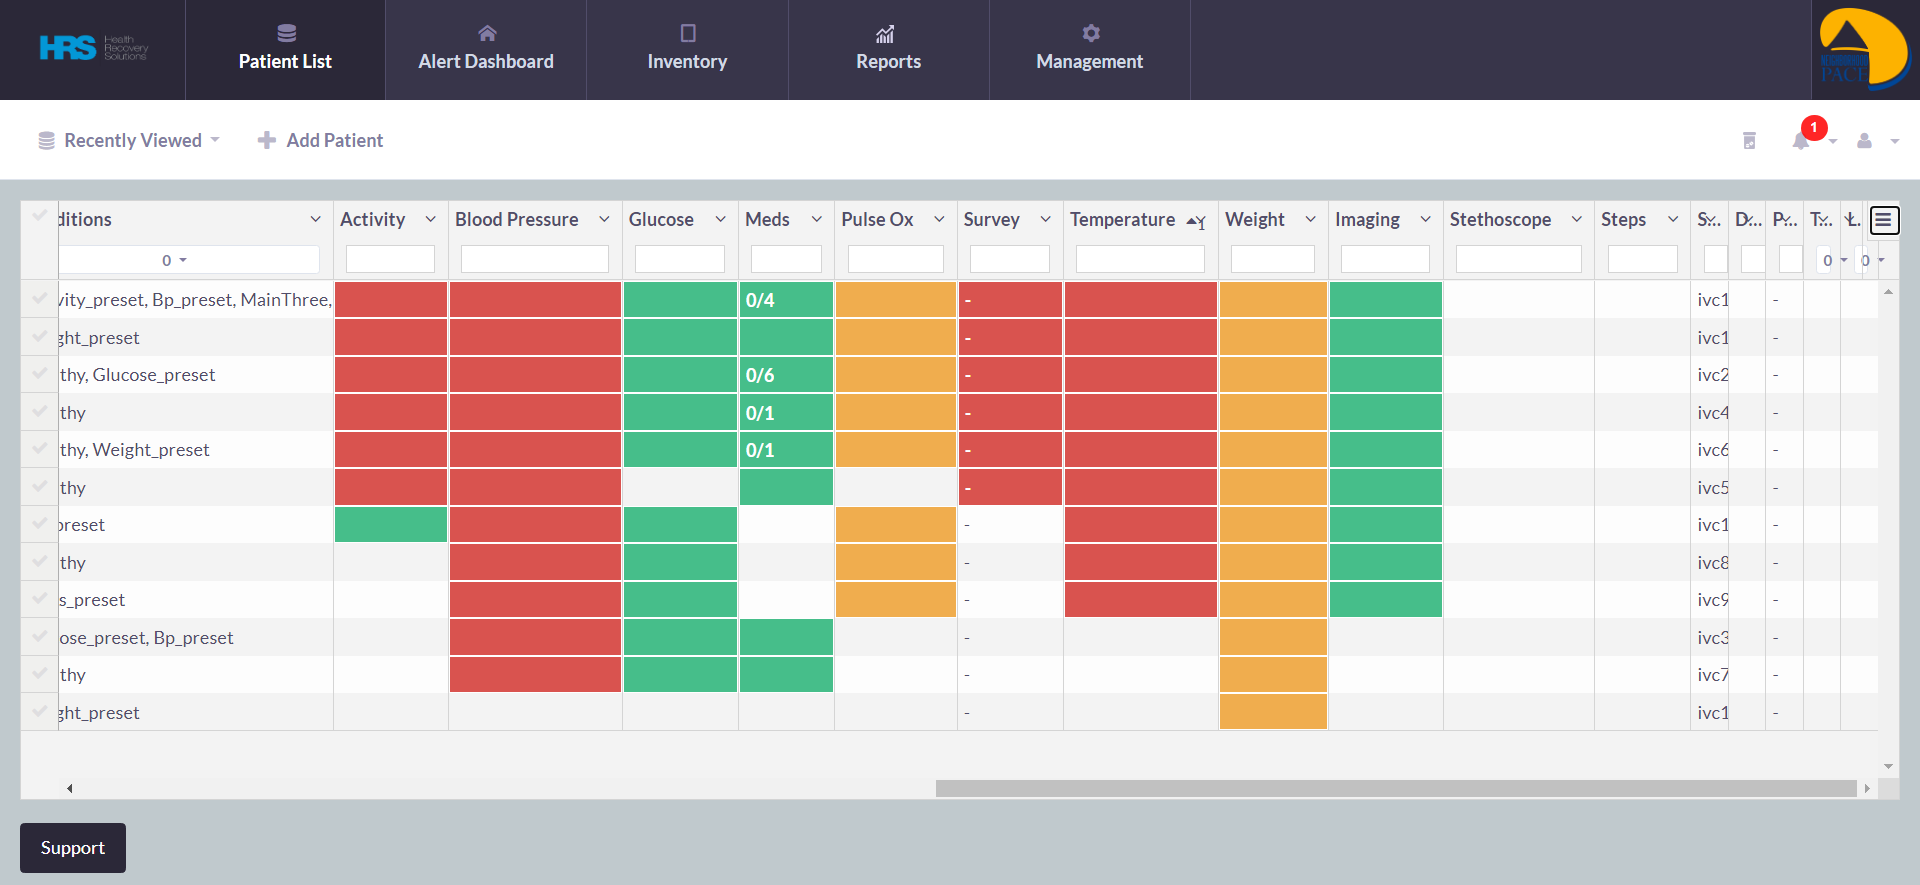 HRS Health Recovery Solutions
Patient List
Alert Dashboard
Inventory
Reports
Management
PACE
Recently Viewed
Add Patient
1
ditions Activity Blood Pressure Glucose Meds Pulse Ox Survey Temperature 1 Weight Imaging Stethoscope Steps S... D... P... T... L.
0 0 0
vity_preset, Bp_preset, MainThree, 0/4 - ivc1 -
ght_preset - ivc1 -
thy, Glucose_preset 0/6 - ivc2 -
thy 0/1 - ivc4 -
thy, Weight_preset 0/1 - ivc6 -
thy - ivc5 -
preset - ivc1 -
thy - ivc8 -
s_preset - ivc9 -
ose_preset, Bp_preset - ivc3 -
thy - ivc7 -
ght_preset - ivc1 -
Support